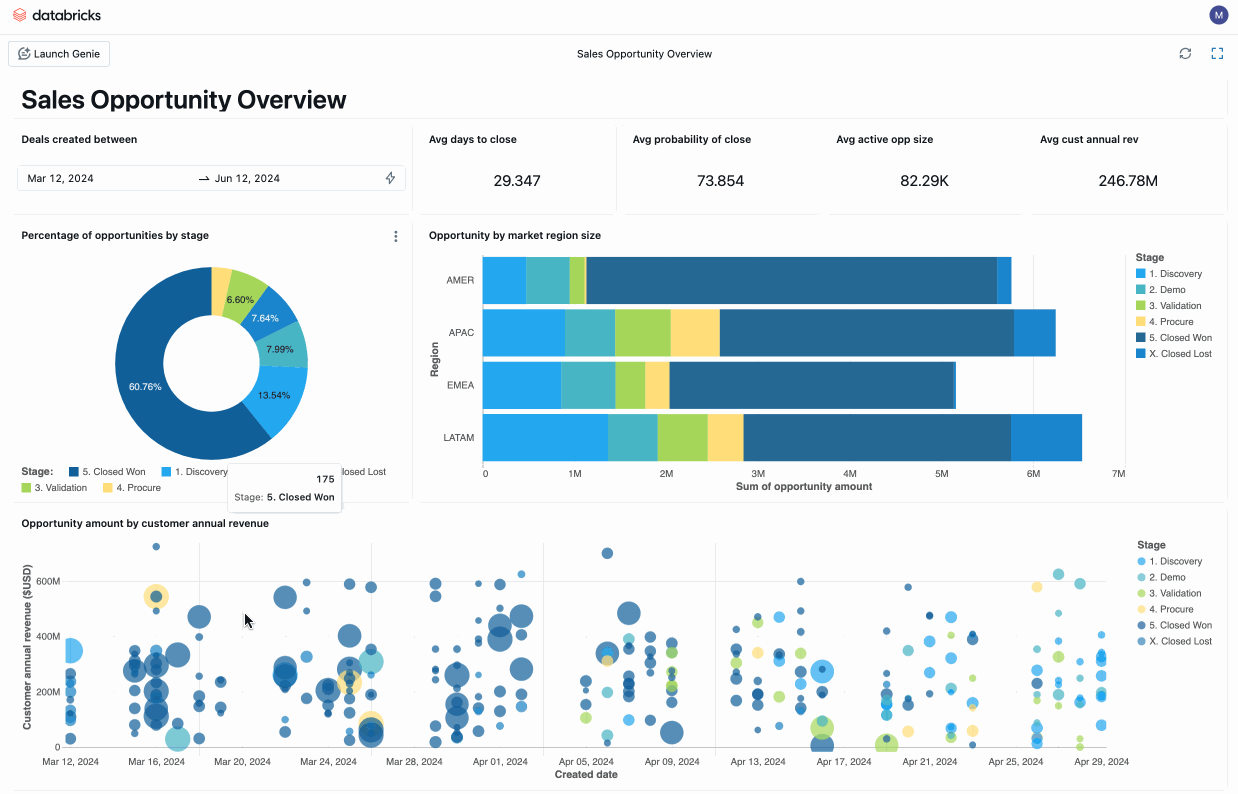 databricks
M
Launch Genie
Sales Opportunity Overview
Sales Opportunity Overview
Deals created between
Mar 12, 2024 → Jun 12, 2024
Avg days to close
29.347
Avg probability of close
73.854
Avg active opp size
82.29K
Avg cust annual rev
246.78M
Percentage of opportunities by stage
6.60%
7.64%
7.99%
13.54%
60.76%
Stage: 5. Closed Won 1. Discovery losed Lost
3. Validation 4. Procure
175
Stage: 5. Closed Won
Opportunity by market region size
Region
AMER
APAC
EMEA
LATAM
0 1M 2M 3M 4M 5M 6M 7M
Sum of opportunity amount
Stage
1. Discovery
2. Demo
3. Validation
4. Procure
5. Closed Won
X. Closed Lost
Opportunity amount by customer annual revenue
Customer annual revenue ($USD)
600M
400M
200M
0
Mar 12, 2024 Mar 16, 2024 Mar 20, 2024 Mar 24, 2024 Mar 28, 2024 Apr 01, 2024 Apr 05, 2024 Apr 09, 2024 Apr 13, 2024 Apr 17, 2024 Apr 21, 2024 Apr 25, 2024 Apr 29, 2024
Created date
Stage
1. Discovery
2. Demo
3. Validation
4. Procure
5. Closed Won
X. Closed Lost